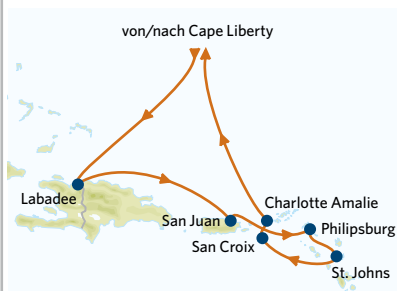 von/nach Cape Liberty
Labadee
Charlotte Amalie
San Juan
Philipsburg
San Croix
St. Johns